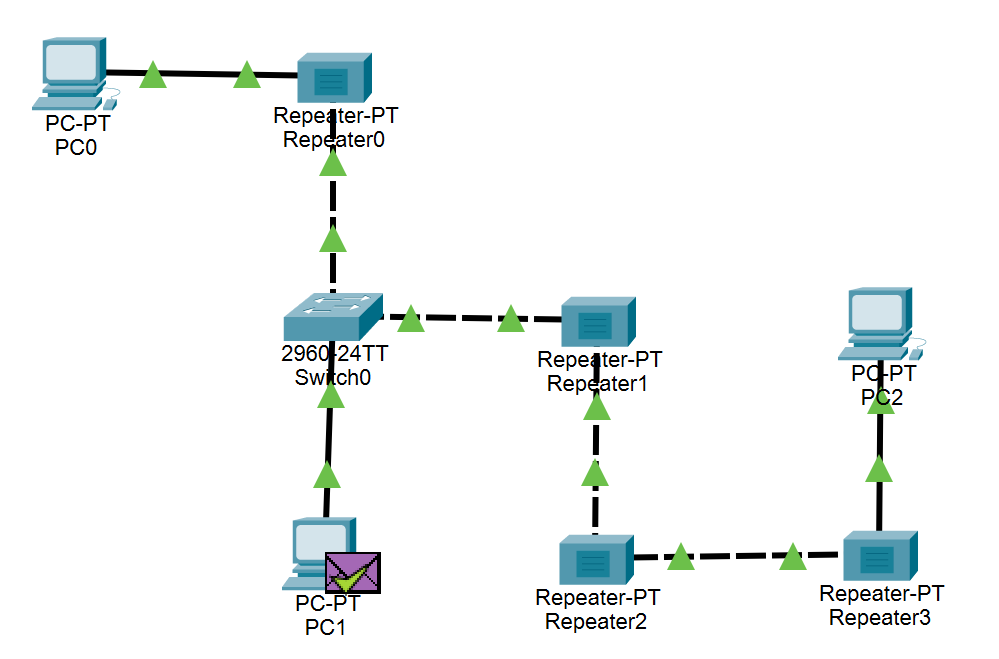 PC-PT
PC0
Repeater-PT
Repeater0
2960-24TT
Switch0
Repeater-PT
Repeater1
PC-PT
PC2
PC-PT
PC1
Repeater-PT
Repeater2
Repeater-PT
Repeater3